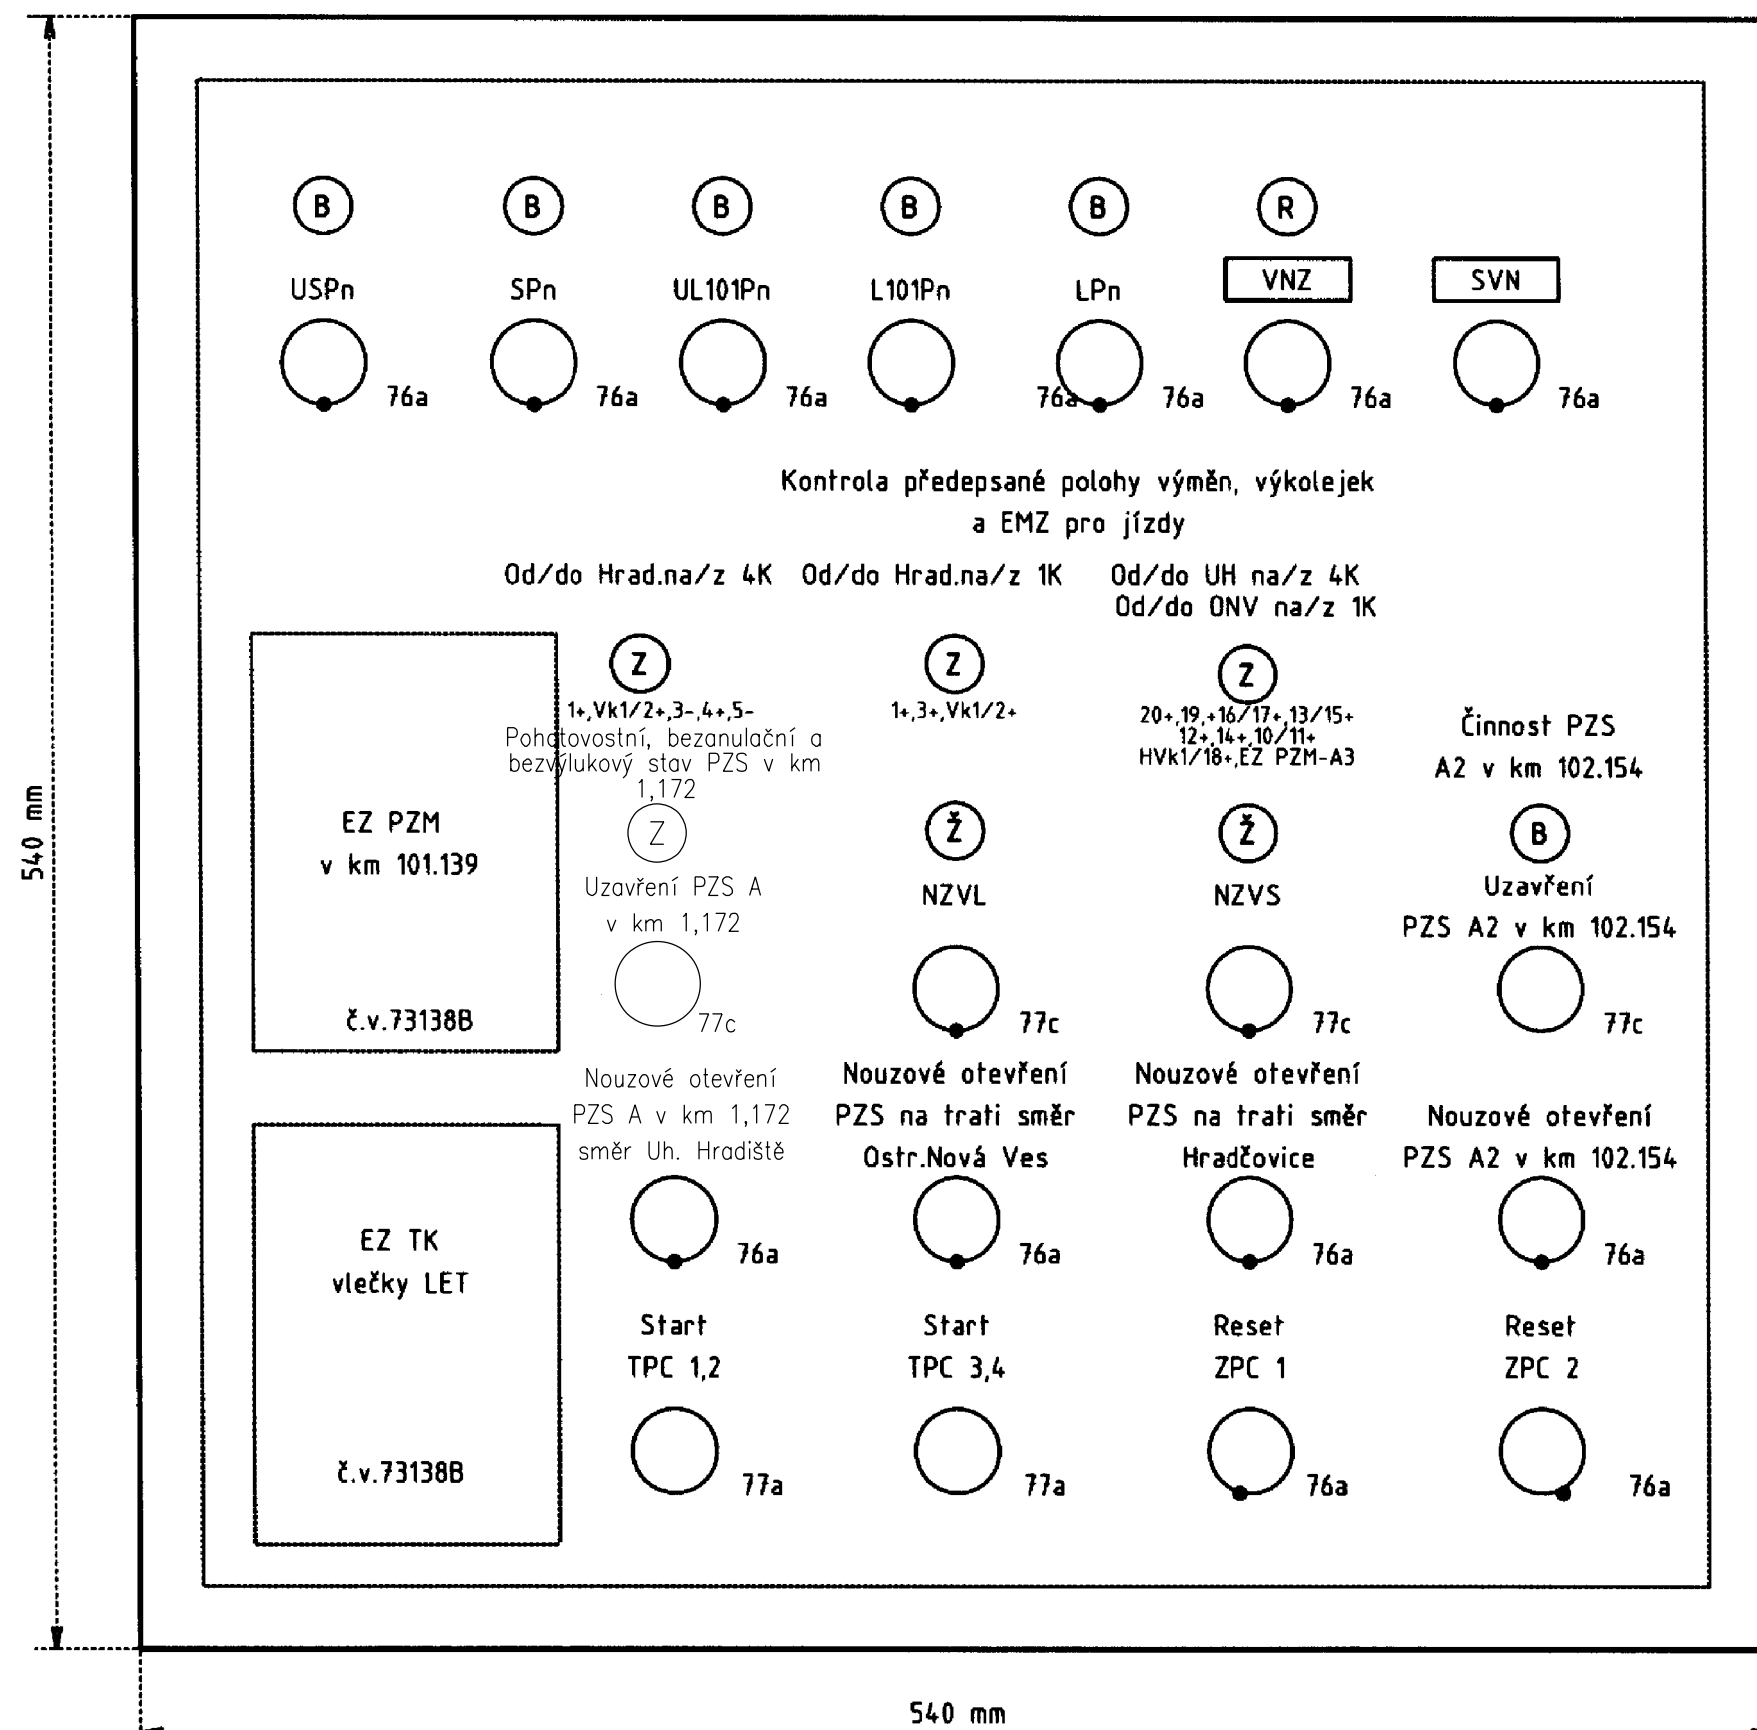 B B B B B R
USPn SPn UL101Pn L101Pn LPn VNZ SVN
76a 76a 76a 76a 76a 76a 76a
Kontrola předepsané polohy výměn, výkolejek
a EMZ pro jízdy
Od/do Hrad.na/z 4K Od/do Hrad.na/z 1K Od/do UH na/z 4K
Od/do ONV na/z 1K
Z Z Z
1+,Vk1/2+,3-,4+,5- 1+,3+,Vk1/2+ 20+,19,+16/17+,13/15+
12+,14+,10/11+
HVk1/18+,EZ PZM-A3
Pohotovostní, bezanulační a
bezvýlukový stav PZS v km
1,172
Činnost PZS
A2 v km 102.154
EZ PZM
v km 101.139
č.v.73138B
Z Ž Ž B
Uzavření PZS A
v km 1,172
NZVL NZVS
Uzavření
PZS A2 v km 102.154
77c 77c 77c 77c
Nouzové otevření
PZS A v km 1,172
směr Uh. Hradiště
Nouzové otevření
PZS na trati směr
Ostr.Nová Ves
Nouzové otevření
PZS na trati směr
Hradčovice
Nouzové otevření
PZS A2 v km 102.154
76a 76a 76a 76a
EZ TK
vlečky LET
č.v.73138B
Start
TPC 1,2
Start
TPC 3,4
Reset
ZPC 1
Reset
ZPC 2
77a 77a 76a 76a
540 mm
540 mm